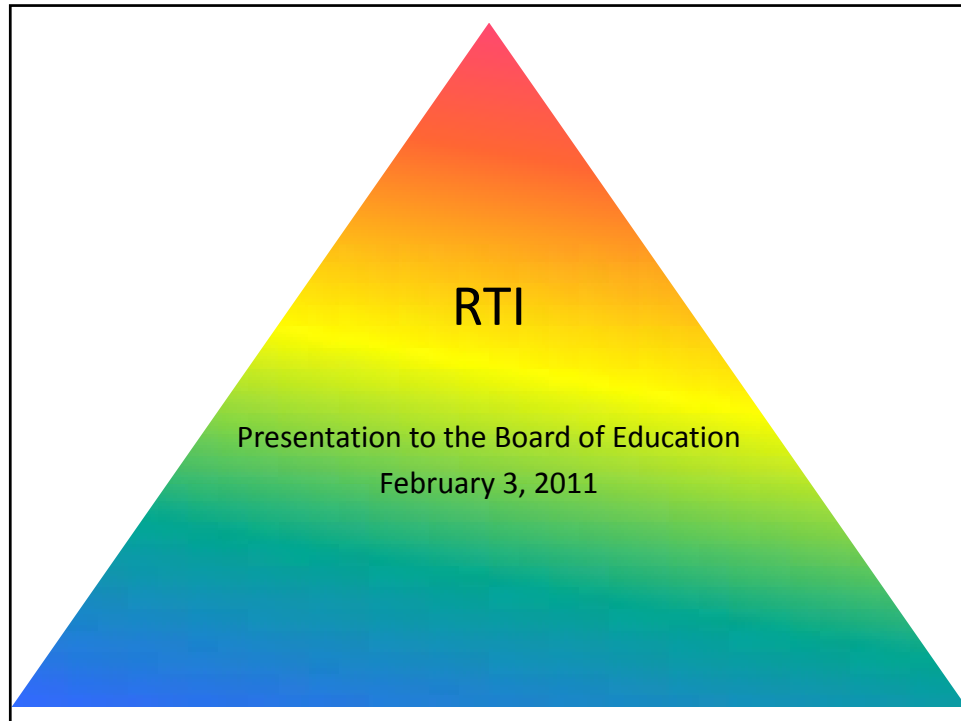 RTI
Presentation to the Board of Education
February 3, 2011